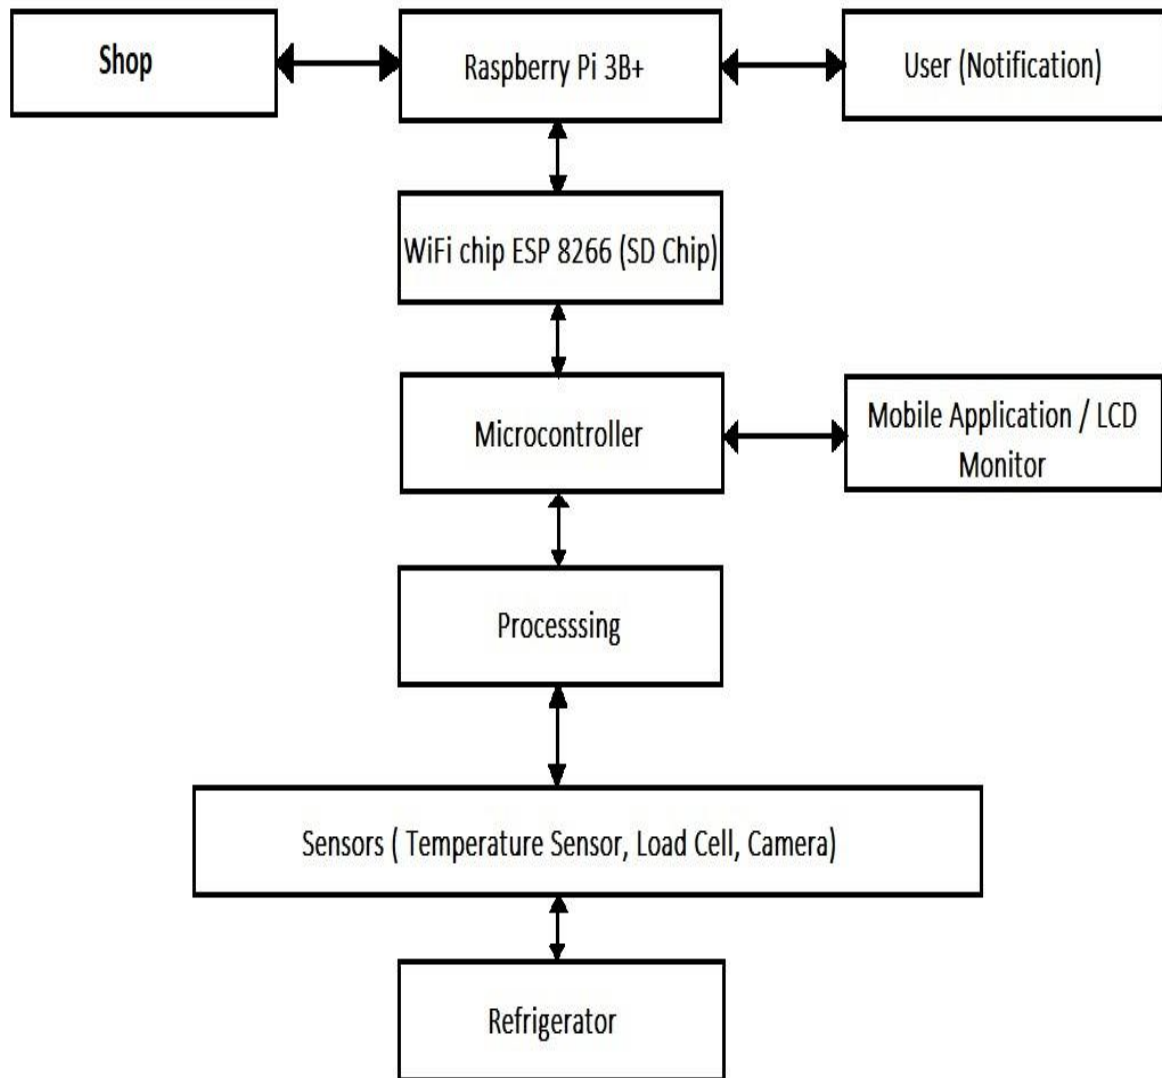 Shop
Raspberry Pi 3B+
User (Notification)
WiFi chip ESP 8266 (SD Chip)
Microcontroller
Mobile Application / LCD
Monitor
Processsing
Sensors ( Temperature Sensor, Load Cell, Camera)
Refrigerator